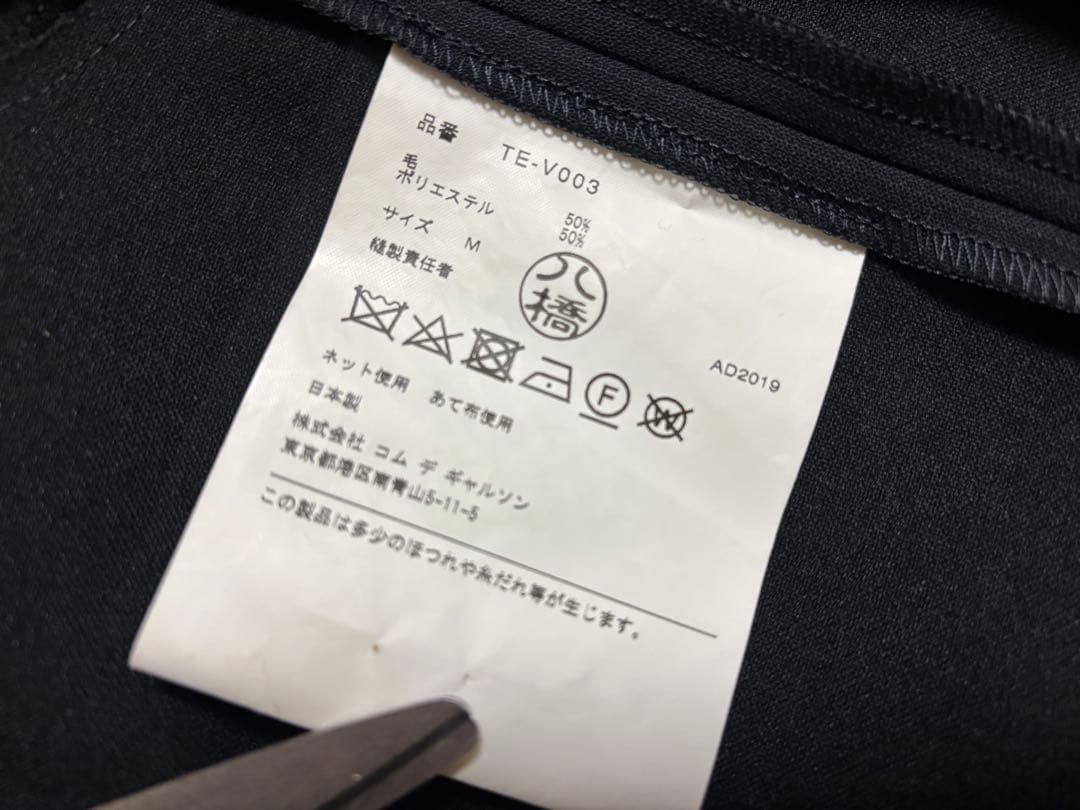 品番 TE-V003
毛 50%
ポリエステル 50%
サイズ M
縫製責任者 八橋
F W
AD2019
ネット使用 あて布使用
日本製
株式会社 コム デ ギャルソン
東京都港区南青山5-11-5
この製品は多少のほつれや糸だれ等が生じます。